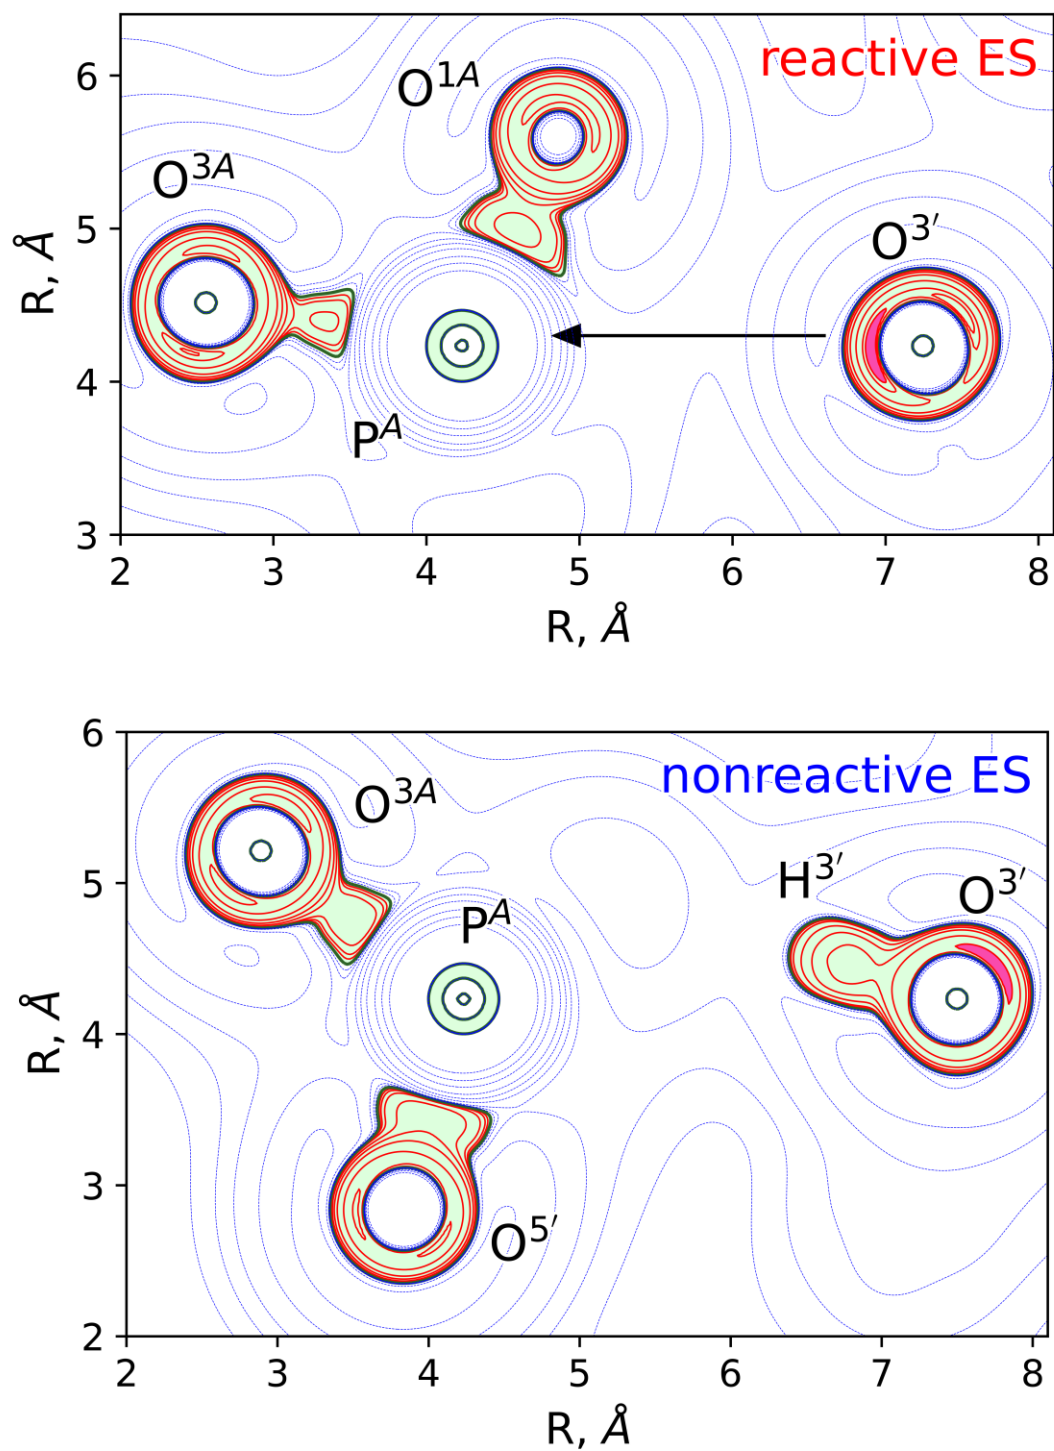 reactive ES
O^{1A}
O^{3A}
O^{3′}
P^{A}
6
5
4
3
2 3 4 5 6 7 8
R, Å
R, Å
nonreactive ES
O^{3A}
H^{3′}
O^{3′}
P^{A}
O^{5′}
6
5
4
3
2
2 3 4 5 6 7 8
R, Å
R, Å